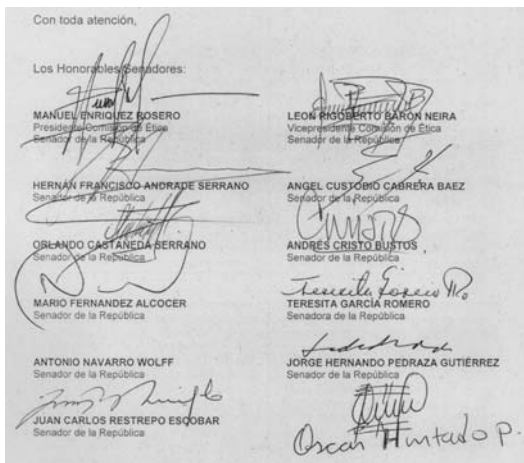 Con toda atención,
Los Honorables Senadores:
MANUEL ENRIQUEZ ROSERO
Presidente Comisión de Ética
Senador de la República
LEON RIGOBERTO BARON NEIRA
Vicepresidente Comisión de Ética
Senador de la República
HERNÁN FRANCISCO ANDRADE SERRANO
Senador de la República
ANGEL CUSTODIO CABRERA BAEZ
Senador de la República
ORLANDO CASTAÑEDA SERRANO
Senador de la República
ANDRÉS CRISTO BUSTOS
Senador de la República
MARIO FERNANDEZ ALCOCER
Senador de la República
TERESITA GARCÍA ROMERO
Senadora de la República
ANTONIO NAVARRO WOLFF
Senador de la República
JORGE HERNANDO PEDRAZA GUTIÉRREZ
Senador de la República
JUAN CARLOS RESTREPO ESCOBAR
Senador de la República
Oscar Hurtado P.